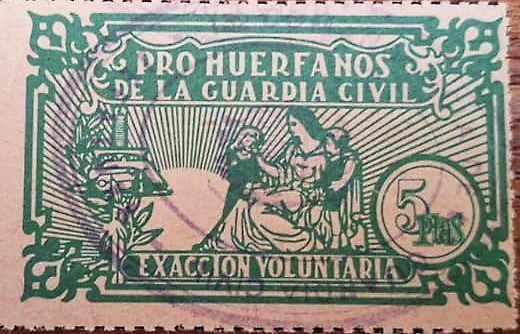 PRO HUERFANOS
DE LA GUARDIA CIVIL
5
Ptas
EXACCION VOLUNTARIA